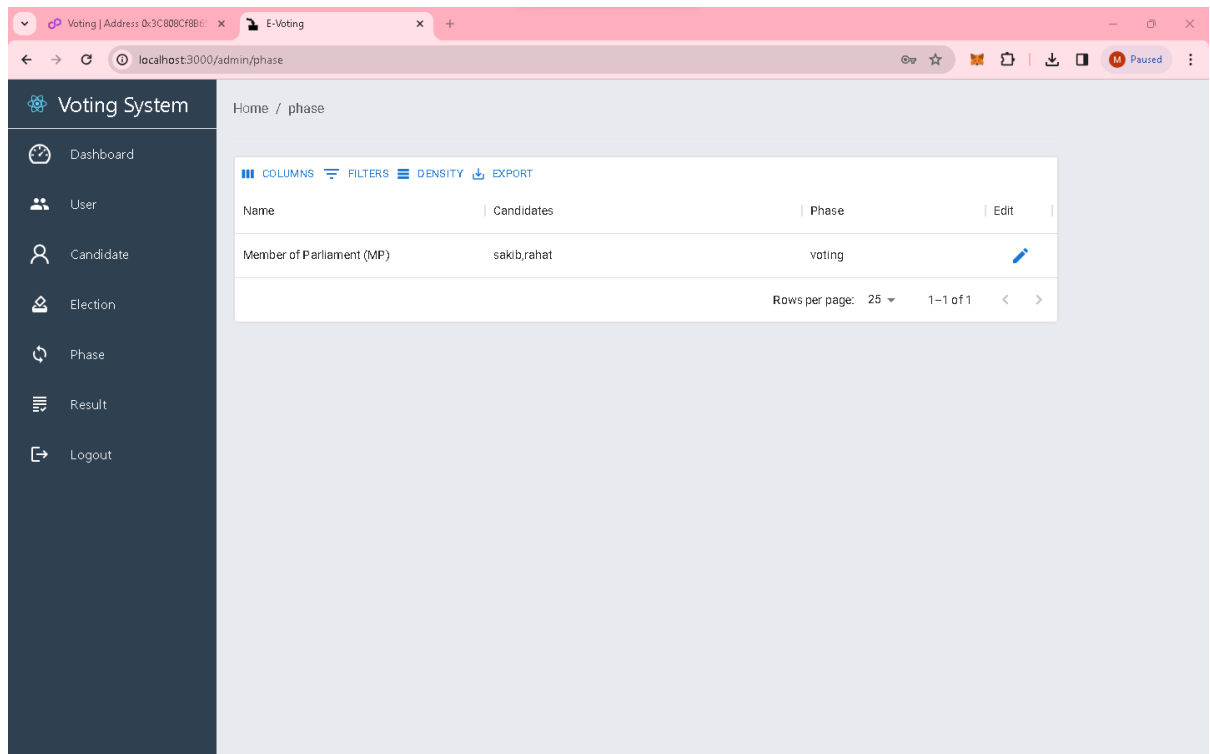 Voting | Address 0x3C808Cf8B6
E-Voting
localhost:3000/admin/phase
M Paused
Voting System
Home / phase
Dashboard
User
Candidate
Election
Phase
Result
Logout
COLUMNS FILTERS DENSITY EXPORT
Name Candidates Phase Edit
Member of Parliament (MP) sakib,rahat voting
Rows per page: 25 1–1 of 1